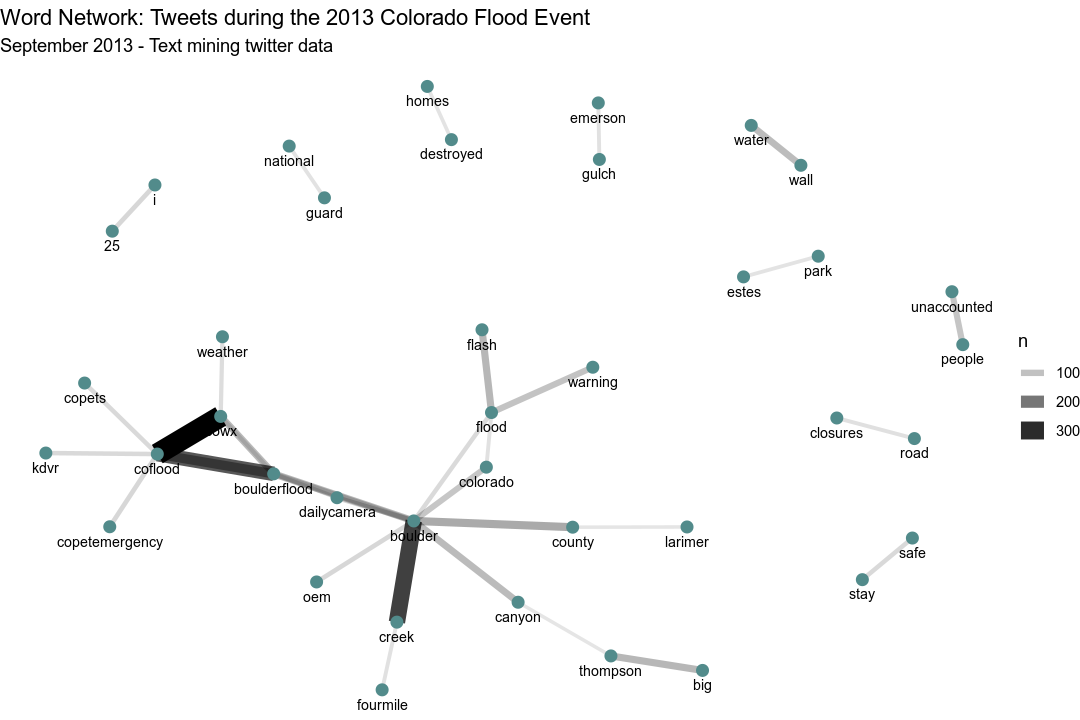 Word Network: Tweets during the 2013 Colorado Flood Event
September 2013 - Text mining twitter data
homes
emerson
destroyed
water
national
gulch
wall
i
guard
25
park
estes
unaccounted
n
flash
weather
people
100
warning
copets
200
flood
closures
300
road
kdvr
coflood
colorado
boulderflood
dailycamera
boulder
copetemergency
county
larimer
safe
oem
stay
canyon
creek
thompson
big
fourmile